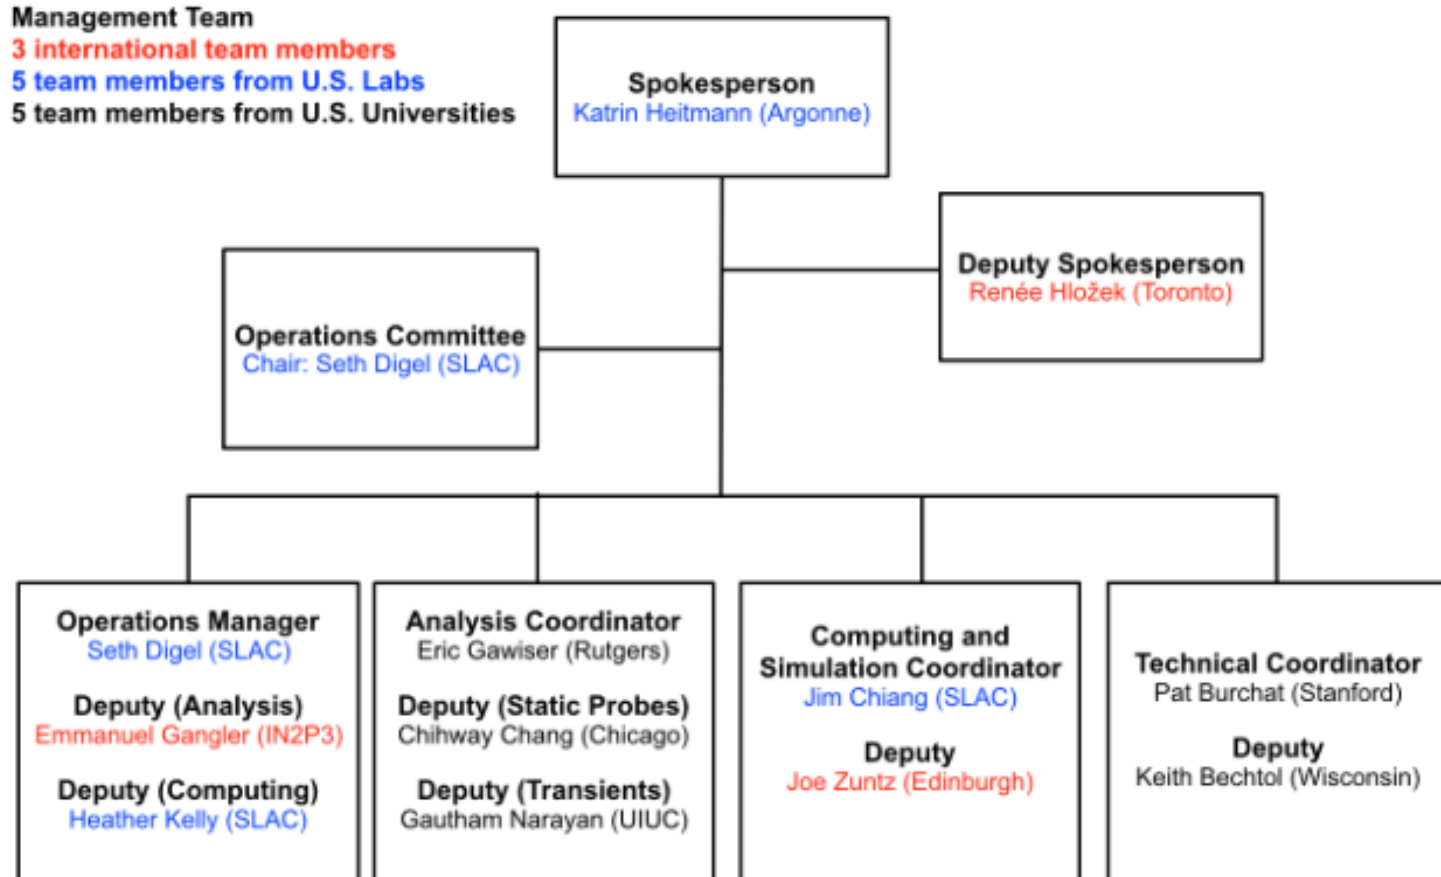 Management Team
3 international team members
5 team members from U.S. Labs
5 team members from U.S. Universities
Spokesperson
Katrin Heitmann (Argonne)
Deputy Spokesperson
Renée Hložek (Toronto)
Operations Committee
Chair: Seth Digel (SLAC)
Operations Manager
Seth Digel (SLAC)
Deputy (Analysis)
Emmanuel Gangler (IN2P3)
Deputy (Computing)
Heather Kelly (SLAC)
Analysis Coordinator
Eric Gawiser (Rutgers)
Deputy (Static Probes)
Chihway Chang (Chicago)
Deputy (Transients)
Gautham Narayan (UIUC)
Computing and
Simulation Coordinator
Jim Chiang (SLAC)
Deputy
Joe Zuntz (Edinburgh)
Technical Coordinator
Pat Burchat (Stanford)
Deputy
Keith Bechtol (Wisconsin)